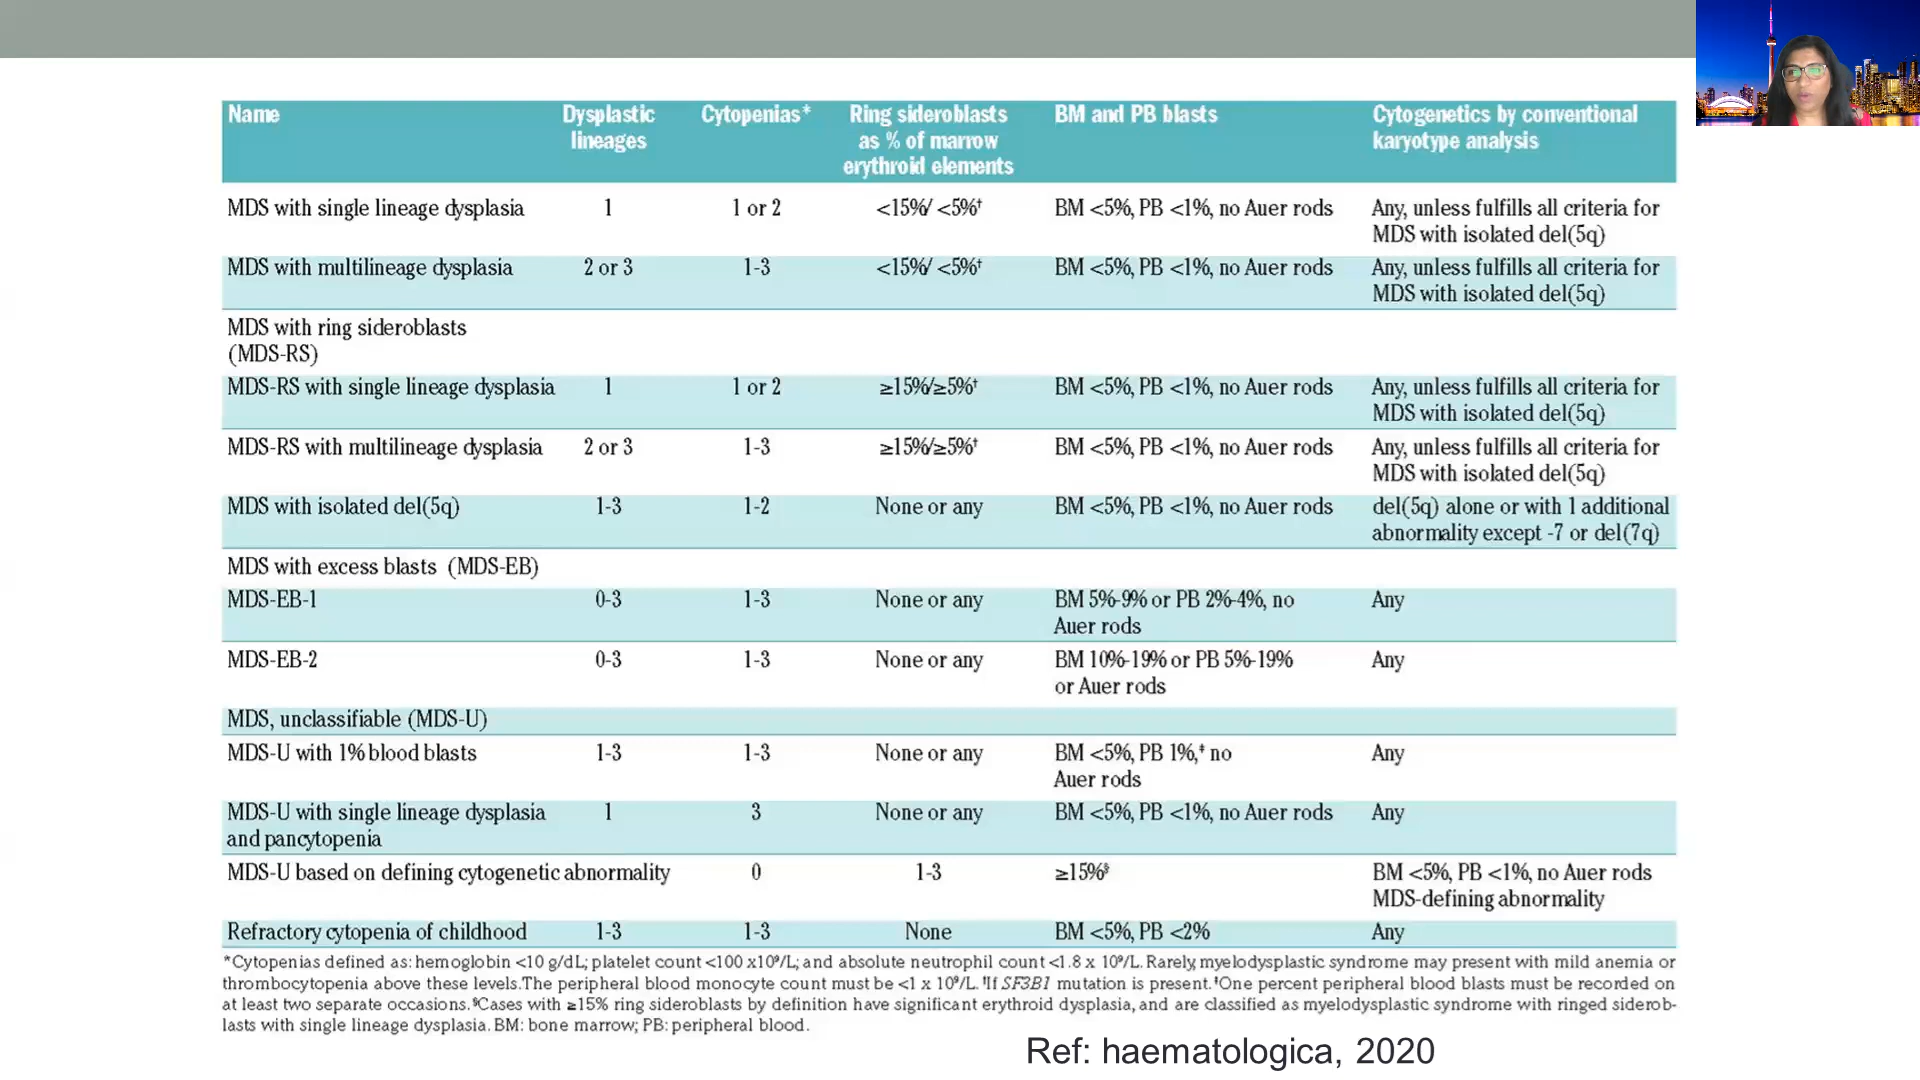 Name Dysplastic lineages Cytopenias* Ring sideroblasts as % of marrow erythroid elements BM and PB blasts Cytogenetics by conventional karyotype analysis
MDS with single lineage dysplasia 1 1 or 2 <15%/ <5%† BM <5%, PB <1%, no Auer rods Any, unless fulfills all criteria for MDS with isolated del(5q)
MDS with multilineage dysplasia 2 or 3 1-3 <15%/ <5%† BM <5%, PB <1%, no Auer rods Any, unless fulfills all criteria for MDS with isolated del(5q)
MDS with ring sideroblasts (MDS-RS)
MDS-RS with single lineage dysplasia 1 1 or 2 ≥15%/≥5%† BM <5%, PB <1%, no Auer rods Any, unless fulfills all criteria for MDS with isolated del(5q)
MDS-RS with multilineage dysplasia 2 or 3 1-3 ≥15%/≥5%† BM <5%, PB <1%, no Auer rods Any, unless fulfills all criteria for MDS with isolated del(5q)
MDS with isolated del(5q) 1-3 1-2 None or any BM <5%, PB <1%, no Auer rods del(5q) alone or with 1 additional abnormality except -7 or del(7q)
MDS with excess blasts (MDS-EB)
MDS-EB-1 0-3 1-3 None or any BM 5%-9% or PB 2%-4%, no Auer rods Any
MDS-EB-2 0-3 1-3 None or any BM 10%-19% or PB 5%-19% or Auer rods Any
MDS, unclassifiable (MDS-U)
MDS-U with 1% blood blasts 1-3 1-3 None or any BM <5%, PB 1%,‡ no Auer rods Any
MDS-U with single lineage dysplasia and pancytopenia 1 3 None or any BM <5%, PB <1%, no Auer rods Any
MDS-U based on defining cytogenetic abnormality 0 1-3 ≥15%§ BM <5%, PB <1%, no Auer rods MDS-defining abnormality
Refractory cytopenia of childhood 1-3 1-3 None BM <5%, PB <2% Any
*Cytopenias defined as: hemoglobin <10 g/dL; platelet count <100 x10⁹/L; and absolute neutrophil count <1.8 x 10⁹/L. Rarely, myelodysplastic syndrome may present with mild anemia or
thrombocytopenia above these levels.The peripheral blood monocyte count must be <1 x 10⁹/L. †If SF3B1 mutation is present. ‡One percent peripheral blood blasts must be recorded on
at least two separate occasions. §Cases with ≥15% ring sideroblasts by definition have significant erythroid dysplasia, and are classified as myelodysplastic syndrome with ringed siderob-
lasts with single lineage dysplasia. BM: bone marrow; PB: peripheral blood.
Ref: haematologica, 2020